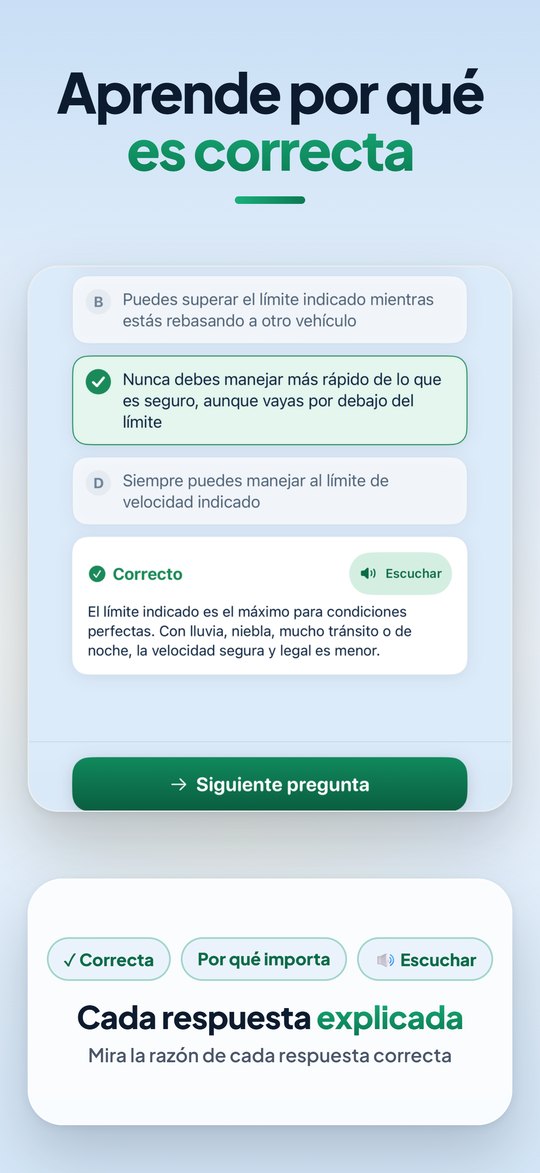 Aprende por qué
es correcta
B
Puedes superar el límite indicado mientras
estás rebasando a otro vehículo
Nunca debes manejar más rápido de lo que
es seguro, aunque vayas por debajo del
límite
D
Siempre puedes manejar al límite de
velocidad indicado
Correcto
Escuchar
El límite indicado es el máximo para condiciones
perfectas. Con lluvia, niebla, mucho tránsito o de
noche, la velocidad segura y legal es menor.
→ Siguiente pregunta
✓ Correcta
Por qué importa
🔊 Escuchar
Cada respuesta explicada
Mira la razón de cada respuesta correcta